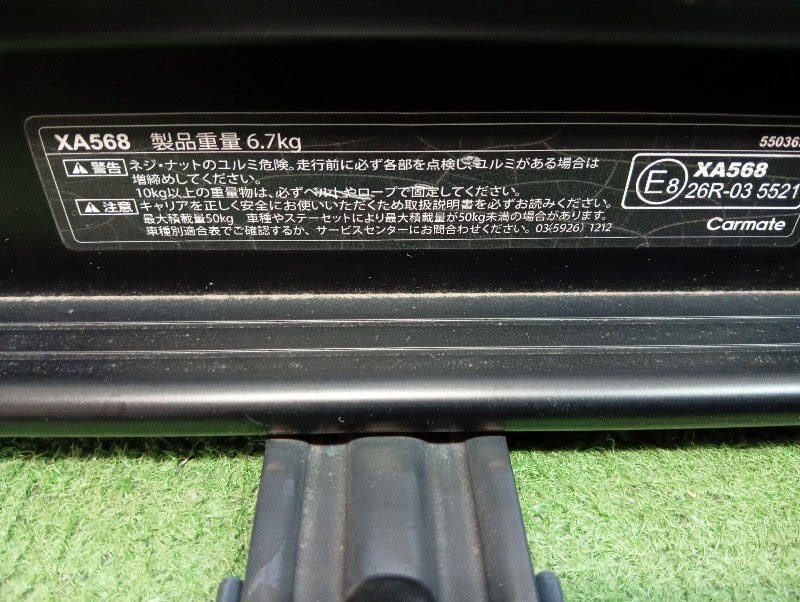 XA568 製品重量 6.7kg
警告 ネジ・ナットのユルミ危険。走行前に必ず各部を点検し、ユルミがある場合は
増締めしてください。
10kg以上の重量物は、必ずベルトやロープで固定してください。
注意 キャリアを正しく安全にお使いいただくため取扱説明書を必ずお読みください。
最大積載量50kg 車種やステーセットにより最大積載量が50kg未満の場合があります。
車種別適合表でご確認するか、サービスセンターにお問合わせください。03(5926)1212
55036
XA568
E8 26R-03 5521
Carmate